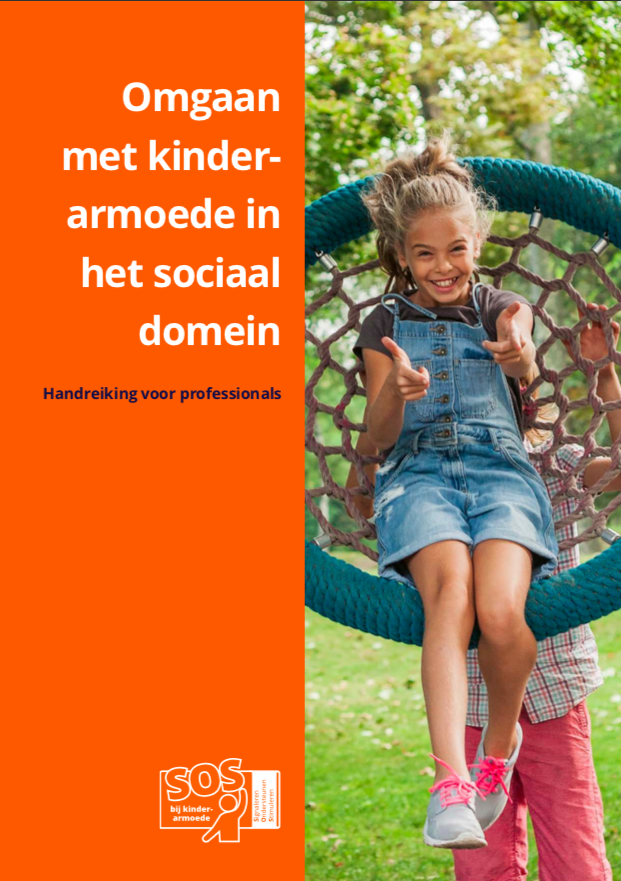 Omgaan
met kinder-
armoede in
het sociaal
domein
Handreiking voor professionals
SOS
bij kinder-
armoede
Signaleren
Ondersteunen
Stimuleren